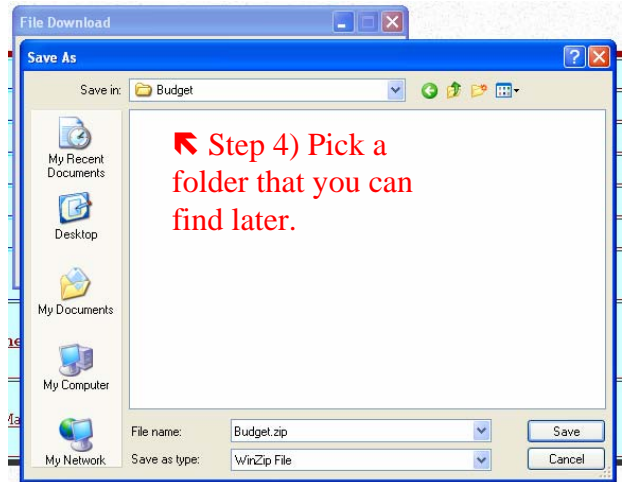 File Download
Save As
Save in: Budget
My Recent
Documents
Desktop
My Documents
My Computer
My Network
Step 4) Pick a
folder that you can
find later.
File name: Budget.zip
Save as type: WinZip File
Save
Cancel